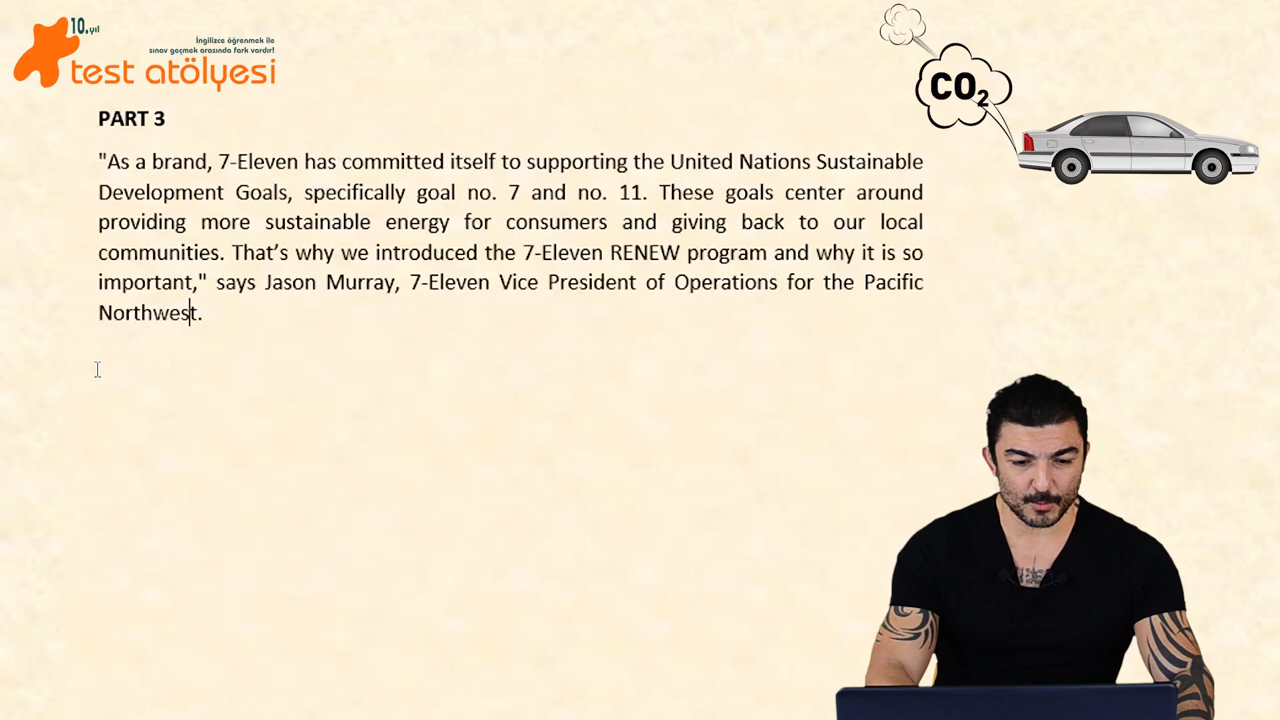 10.yıl
İngilizce öğrenmek ile
sınav geçmek arasında fark vardır!
test atölyesi
CO2
PART 3
"As a brand, 7-Eleven has committed itself to supporting the United Nations Sustainable
Development Goals, specifically goal no. 7 and no. 11. These goals center around
providing more sustainable energy for consumers and giving back to our local
communities. That’s why we introduced the 7-Eleven RENEW program and why it is so
important," says Jason Murray, 7-Eleven Vice President of Operations for the Pacific
Northwest.